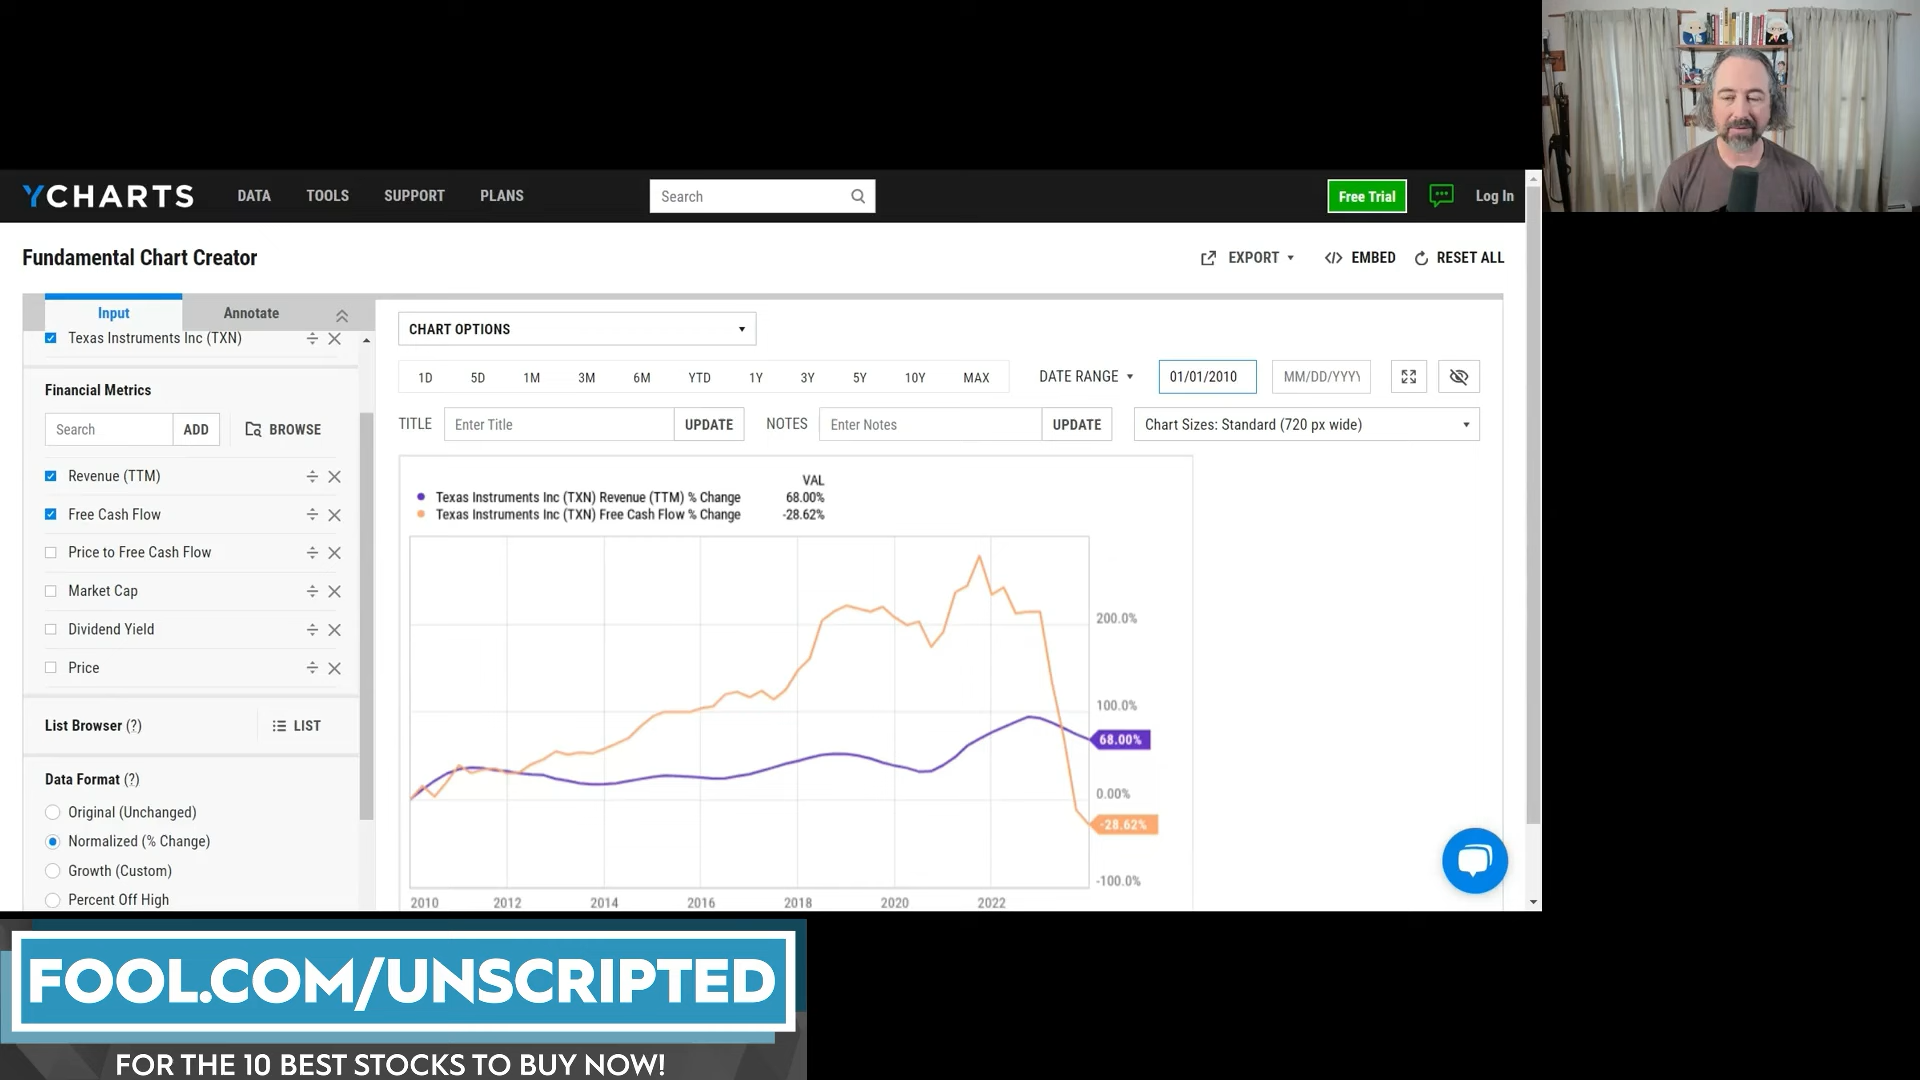 YCHARTS
DATA TOOLS SUPPORT PLANS
Search
Free Trial
Log In
Fundamental Chart Creator
EXPORT EMBED RESET ALL
Input Annotate
Texas Instruments Inc (TXN)
Financial Metrics
Search ADD BROWSE
Revenue (TTM)
Free Cash Flow
Price to Free Cash Flow
Market Cap
Dividend Yield
Price
List Browser (?) LIST
Data Format (?)
Original (Unchanged)
Normalized (% Change)
Growth (Custom)
Percent Off High
CHART OPTIONS
1D 5D 1M 3M 6M YTD 1Y 3Y 5Y 10Y MAX
DATE RANGE 01/01/2010 MM/DD/YYYY
TITLE Enter Title UPDATE NOTES Enter Notes UPDATE Chart Sizes: Standard (720 px wide)
VAL
Texas Instruments Inc (TXN) Revenue (TTM) % Change 68.00%
Texas Instruments Inc (TXN) Free Cash Flow % Change -28.62%
200.0%
100.0%
68.00%
0.00%
-28.62%
-100.0%
2010 2012 2014 2016 2018 2020 2022
FOOL.COM/UNSCRIPTED
FOR THE 10 BEST STOCKS TO BUY NOW!